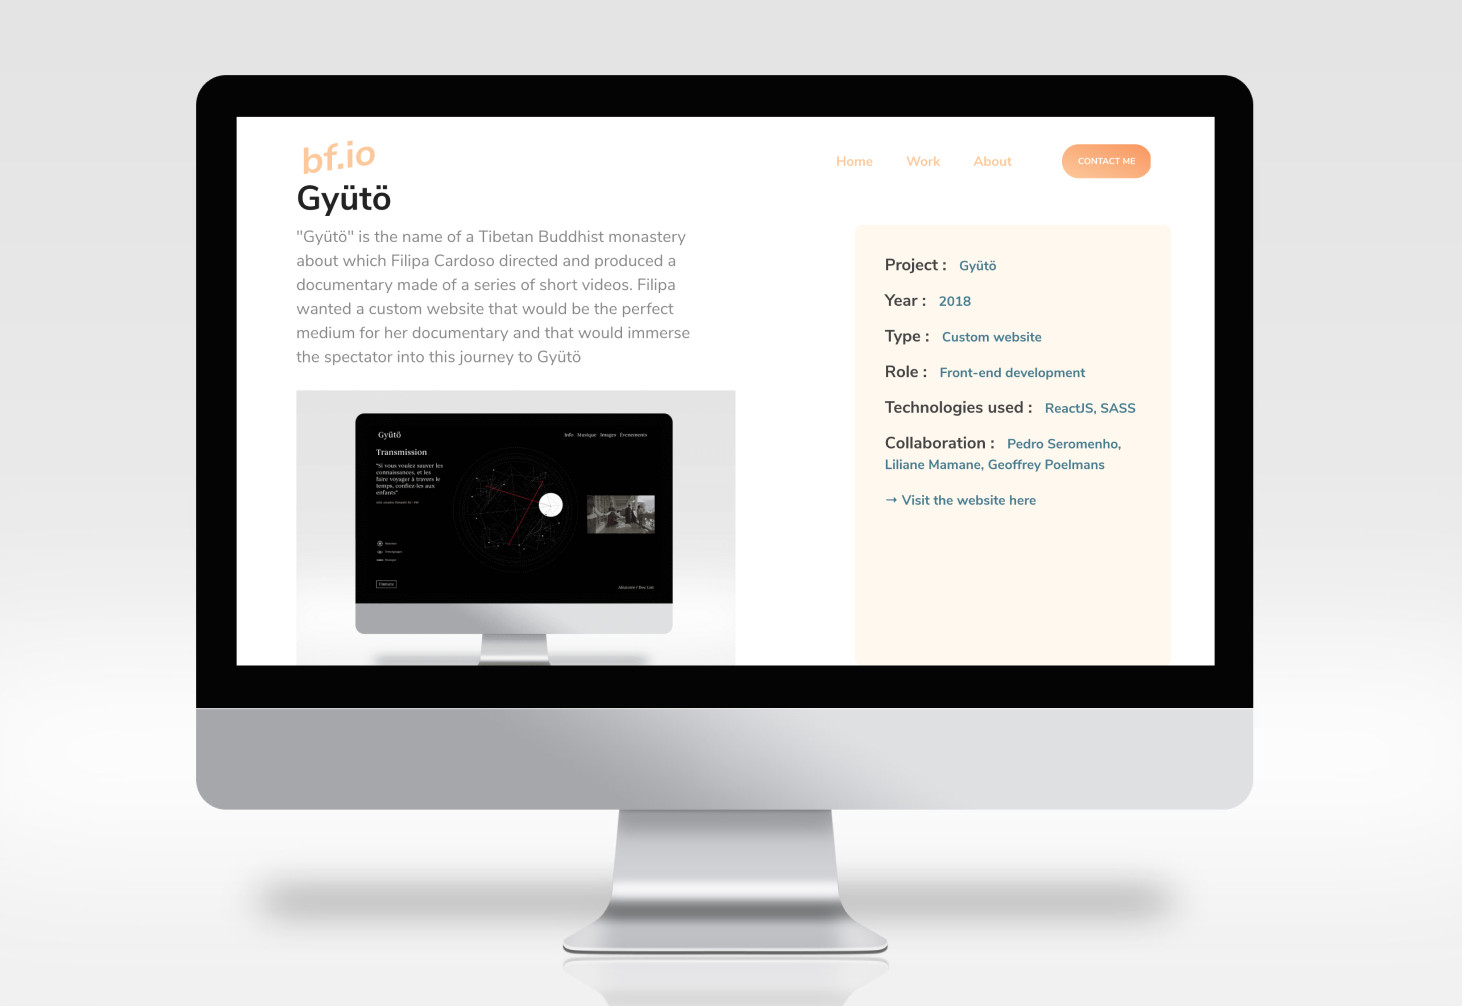 bf.io
Home Work About CONTACT ME
Gyütö
"Gyütö" is the name of a Tibetan Buddhist monastery
about which Filipa Cardoso directed and produced a
documentary made of a series of short videos. Filipa
wanted a custom website that would be the perfect
medium for her documentary and that would immerse
the spectator into this journey to Gyütö
Gyütö
Info Musique Images Évenements
Transmission
"Si vous voulez sauver les
connaissances, et les
faire voyager à travers le
temps, confiez-les aux
enfants"
Project : Gyütö
Year : 2018
Type : Custom website
Role : Front-end development
Technologies used : ReactJS, SASS
Collaboration : Pedro Seromenho,
Liliane Mamane, Geoffrey Poelmans
→ Visit the website here